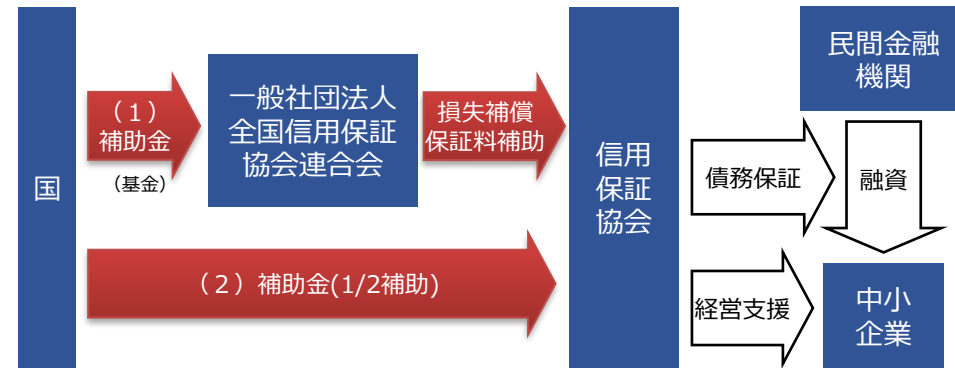 国
（１）
補助金
（基金）
一般社団法人
全国信用保証
協会連合会
損失補償
保証料補助
（２）補助金(1/2補助)
信用
保証
協会
債務保証
経営支援
民間金融
機関
融資
中小
企業